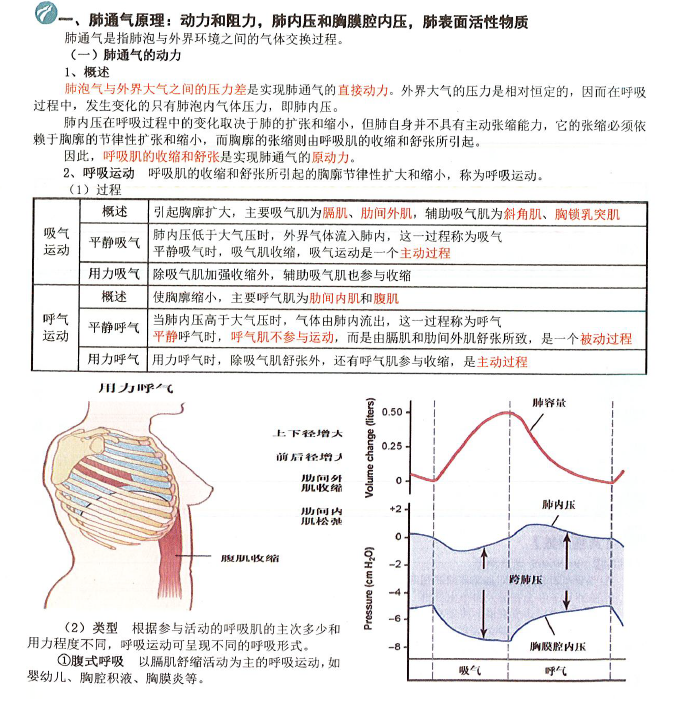 一、肺通气原理：动力和阻力，肺内压和胸膜腔内压，肺表面活性物质
肺通气是指肺泡与外界环境之间的气体交换过程。
（一）肺通气的动力
1、概述
肺泡气与外界大气之间的压力差是实现肺通气的直接动力。外界大气的压力是相对恒定的，因而在呼吸
过程中，发生变化的只有肺泡内气体压力，即肺内压。
肺内压在呼吸过程中的变化取决于肺的扩张和缩小，但肺自身并不具有主动张缩能力，它的张缩必须依
赖于胸廓的节律性扩张和缩小，而胸廓的张缩则由呼吸肌的收缩和舒张所引起。
因此，呼吸肌的收缩和舒张是实现肺通气的原动力。
2、呼吸运动 呼吸肌的收缩和舒张所引起的胸廓节律性扩大和缩小，称为呼吸运动。
（1）过程
吸气
运动
概述 引起胸廓扩大，主要吸气肌为膈肌、肋间外肌，辅助吸气肌为斜角肌、胸锁乳突肌
平静吸气 肺内压低于大气压时，外界气体流入肺内，这一过程称为吸气
平静吸气时，吸气肌收缩，吸气运动是一个主动过程
用力吸气 除吸气肌加强收缩外，辅助吸气肌也参与收缩
呼气
运动
概述 使胸廓缩小，主要呼气肌为肋间内肌和腹肌
平静呼气 当肺内压高于大气压时，气体由肺内流出，这一过程称为呼气
平静呼气时，呼气肌不参与运动，而是由膈肌和肋间外肌舒张所致，是一个被动过程
用力呼气 用力呼气时，除吸气肌舒张外，还有呼气肌参与收缩，是主动过程
用力呼气
上下径增大
前后径增大
肋间外
肌收缩
肋间内
肌松弛
腹肌收缩
（2）类型 根据参与活动的呼吸肌的主次多少和
用力程度不同，呼吸运动可呈现不同的呼吸形式。
①腹式呼吸 以膈肌舒缩活动为主的呼吸运动，如
婴幼儿、胸腔积液、胸膜炎等。
Volume change (liters)
0.50
0.25
0
肺容量
Pressure (cm H₂O)
+2
0
−2
−4
−6
−8
肺内压
跨肺压
胸膜腔内压
吸气
呼气